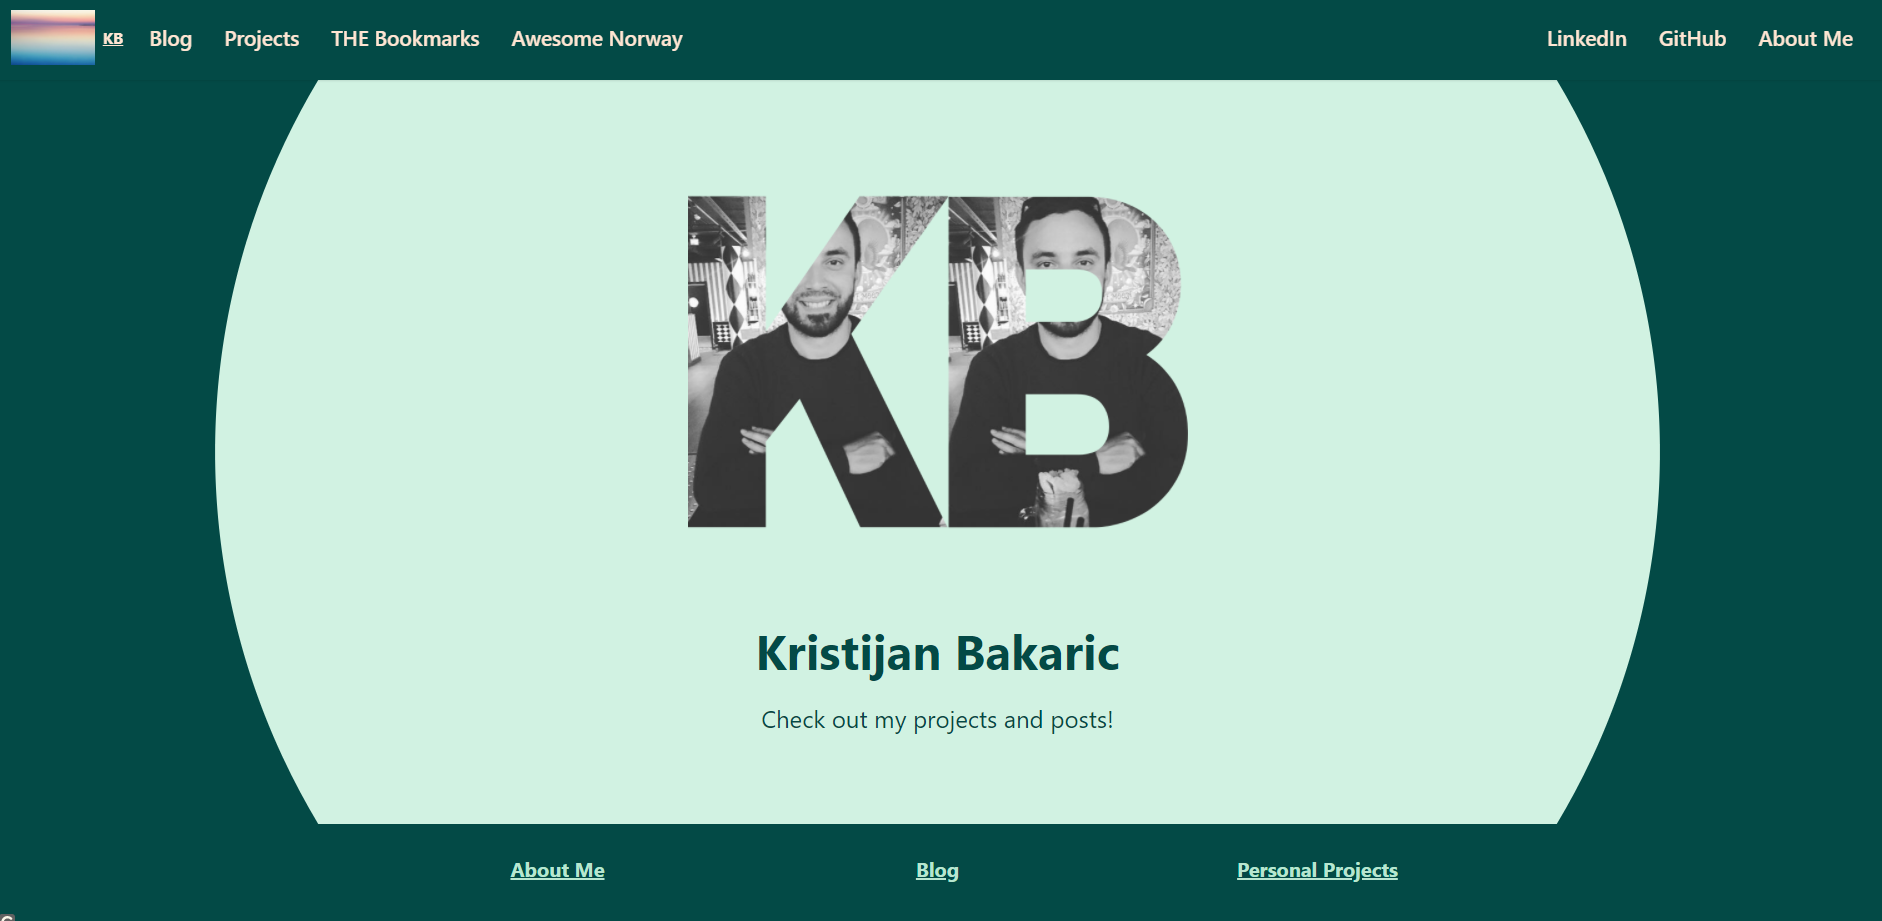 KB Blog Projects THE Bookmarks Awesome Norway LinkedIn GitHub About Me
KB
Kristijan Bakaric
Check out my projects and posts!
About Me Blog Personal Projects